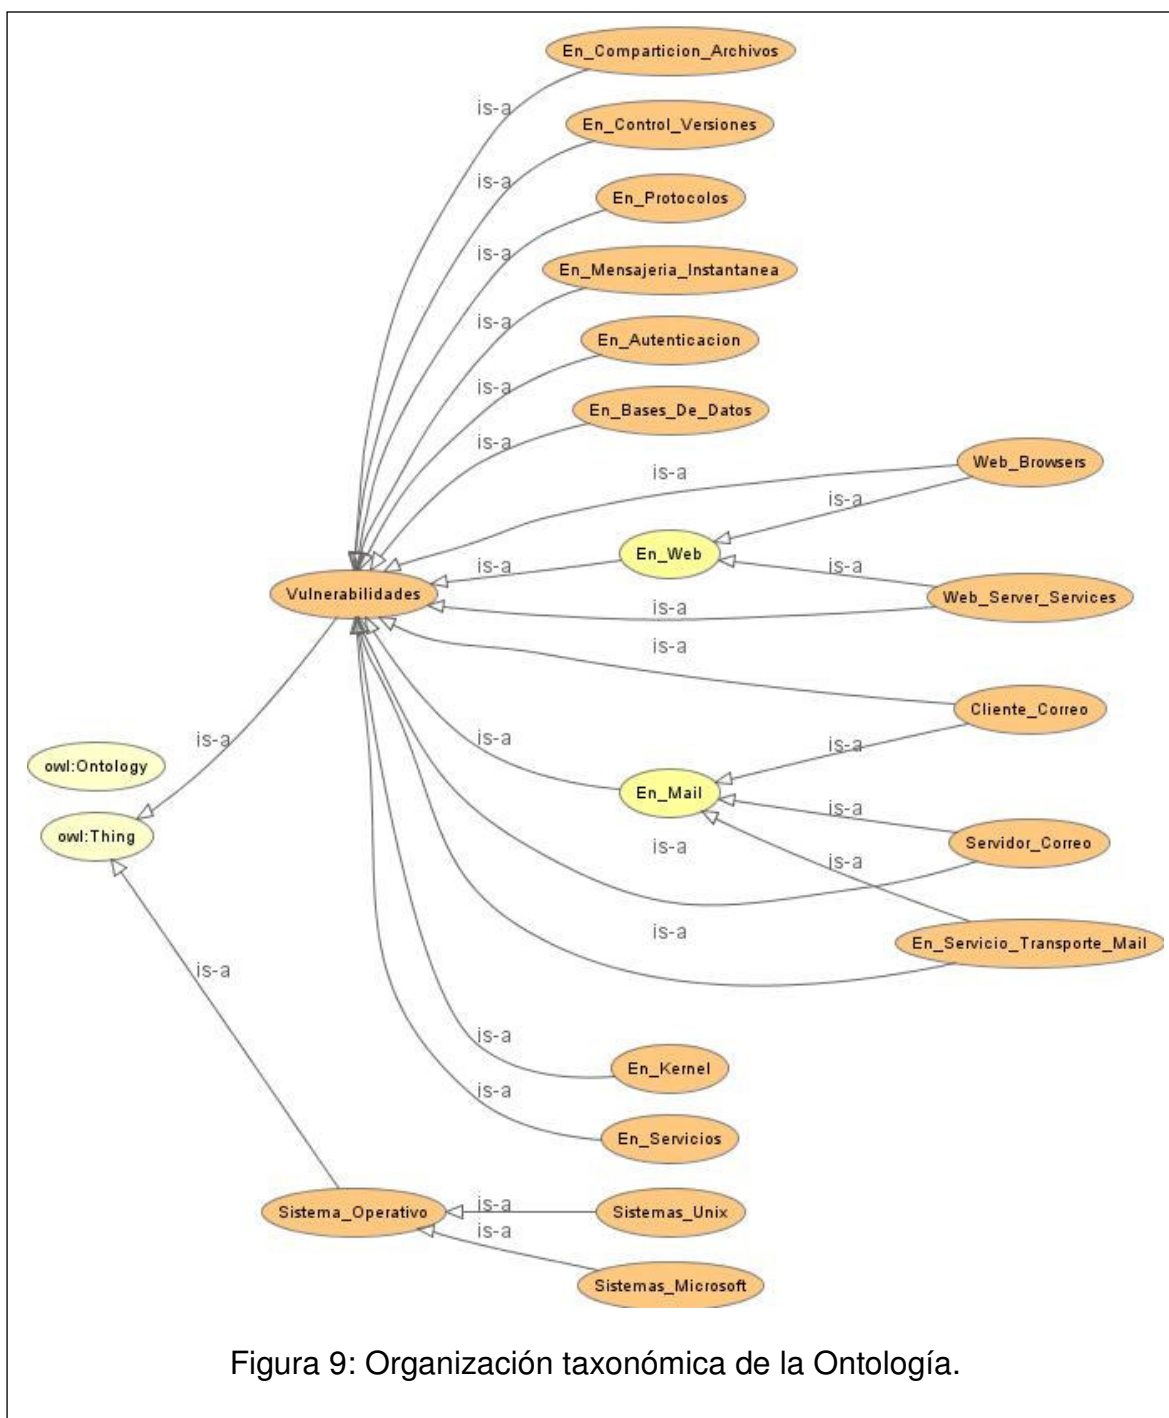 En_Comparticion_Archivos
is-a
En_Control_Versiones
is-a
En_Protocolos
is-a
En_Mensajeria_Instantanea
is-a
En_Autenticacion
is-a
En_Bases_De_Datos
is-a
Web_Browsers
is-a
is-a
En_Web
is-a
is-a
Vulnerabilidades
Web_Server_Services
is-a
is-a
Cliente_Correo
is-a
is-a
is-a
owl:Ontology
En_Mail
is-a
owl:Thing
Servidor_Correo
is-a
is-a
is-a
En_Servicio_Transporte_Mail
is-a
is-a
En_Kernel
is-a
En_Servicios
is-a
Sistema_Operativo
Sistemas_Unix
is-a
Sistemas_Microsoft
Figura 9: Organización taxonómica de la Ontología.